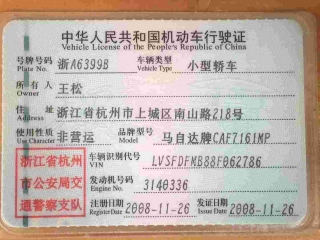 中华人民共和国机动车行驶证
Vehicle License of the People's Republic of China
号牌号码 浙A6399B 车辆类型 小型轿车
Plate No. Vehicle Type
所有人 王松
Owner
住址 浙江省杭州市上城区南山路218号
Address
使用性质 非营运 品牌型号 马自达牌CAF7161MP
Use Character Model
浙江省杭州市公安局交通警察支队
车辆识别代号 LVSFDFMB88F062786
VIN
发动机号码 3140336
Engine No.
注册日期 2008-11-26 发证日期 2008-11-26
Register Date Issue Date